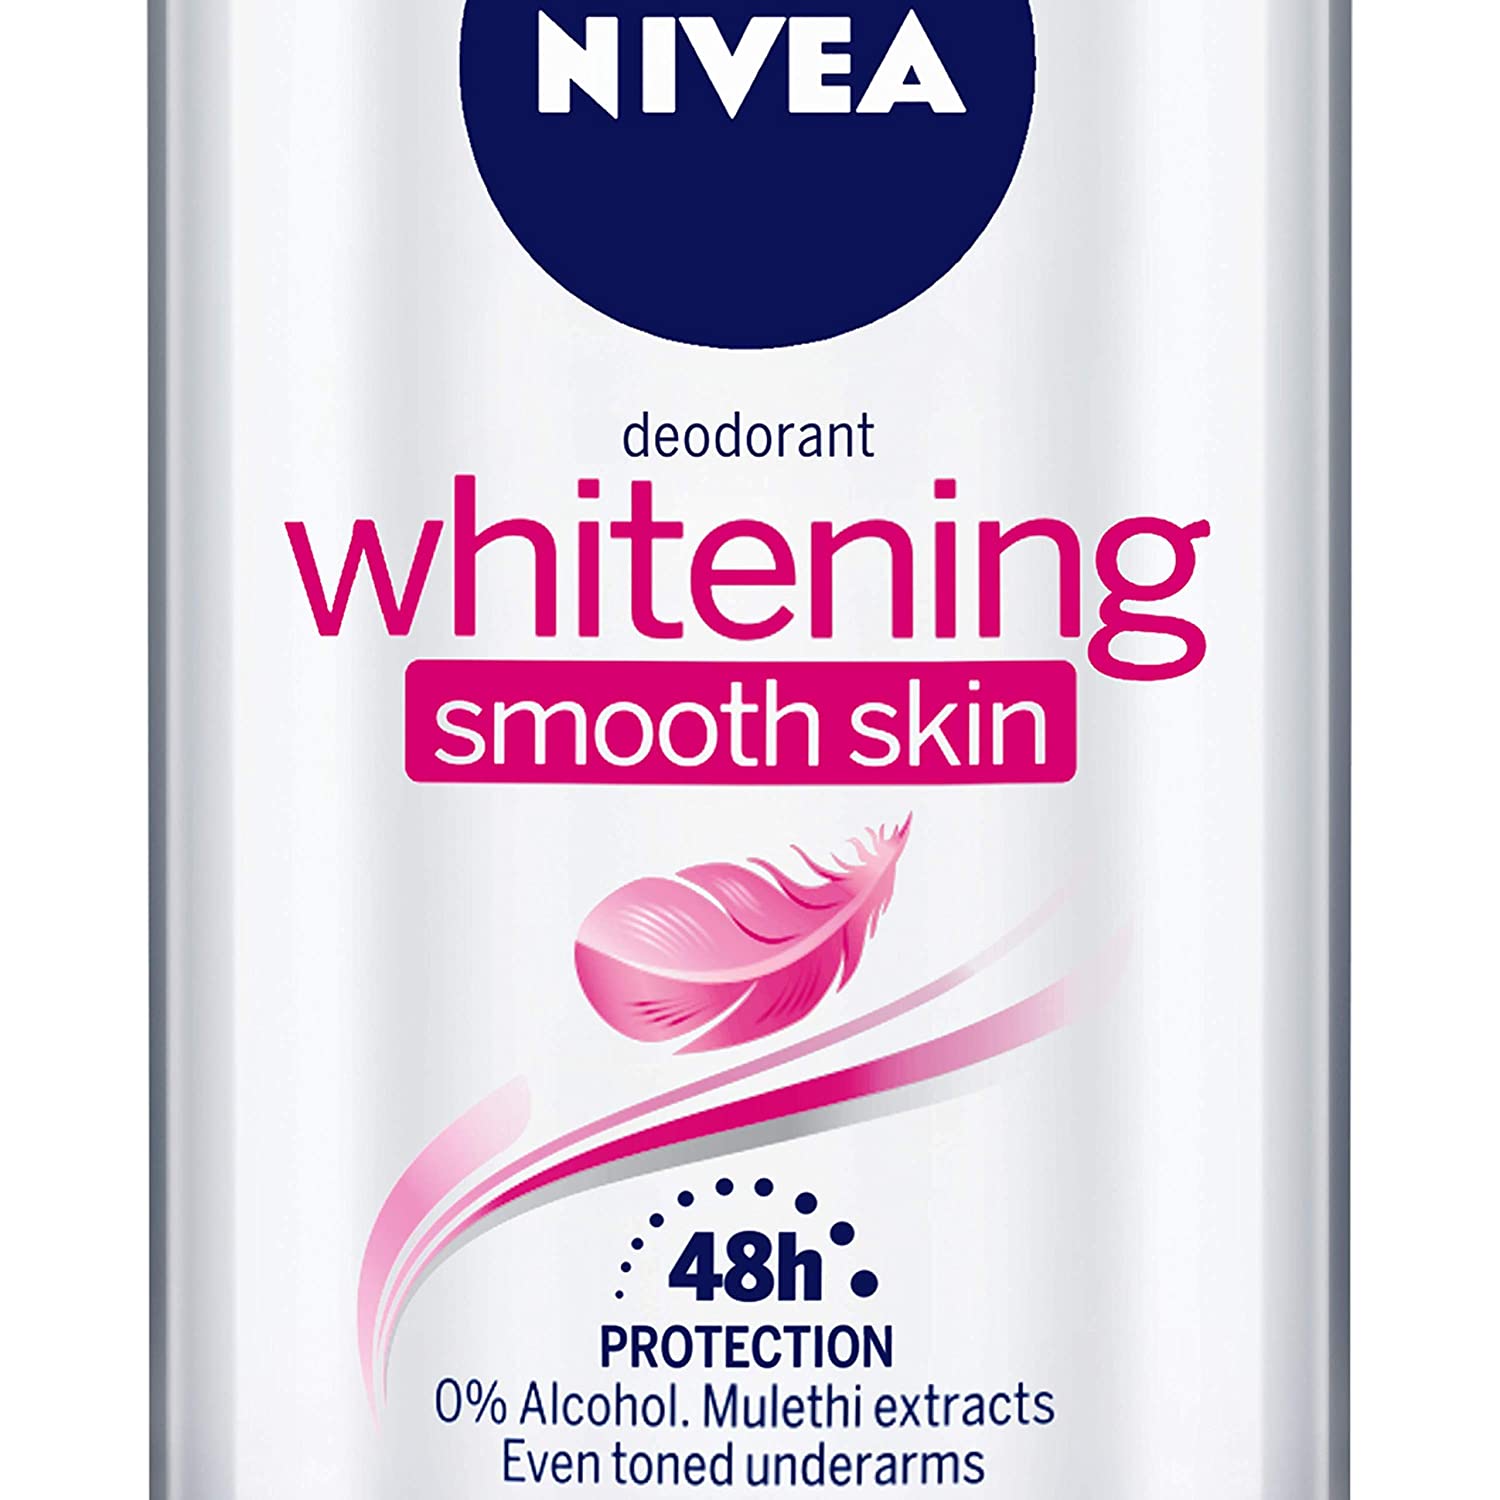 NIVEA
deodorant
whitening
smooth skin
48h
PROTECTION
0% Alcohol. Mulethi extracts
Even toned underarms